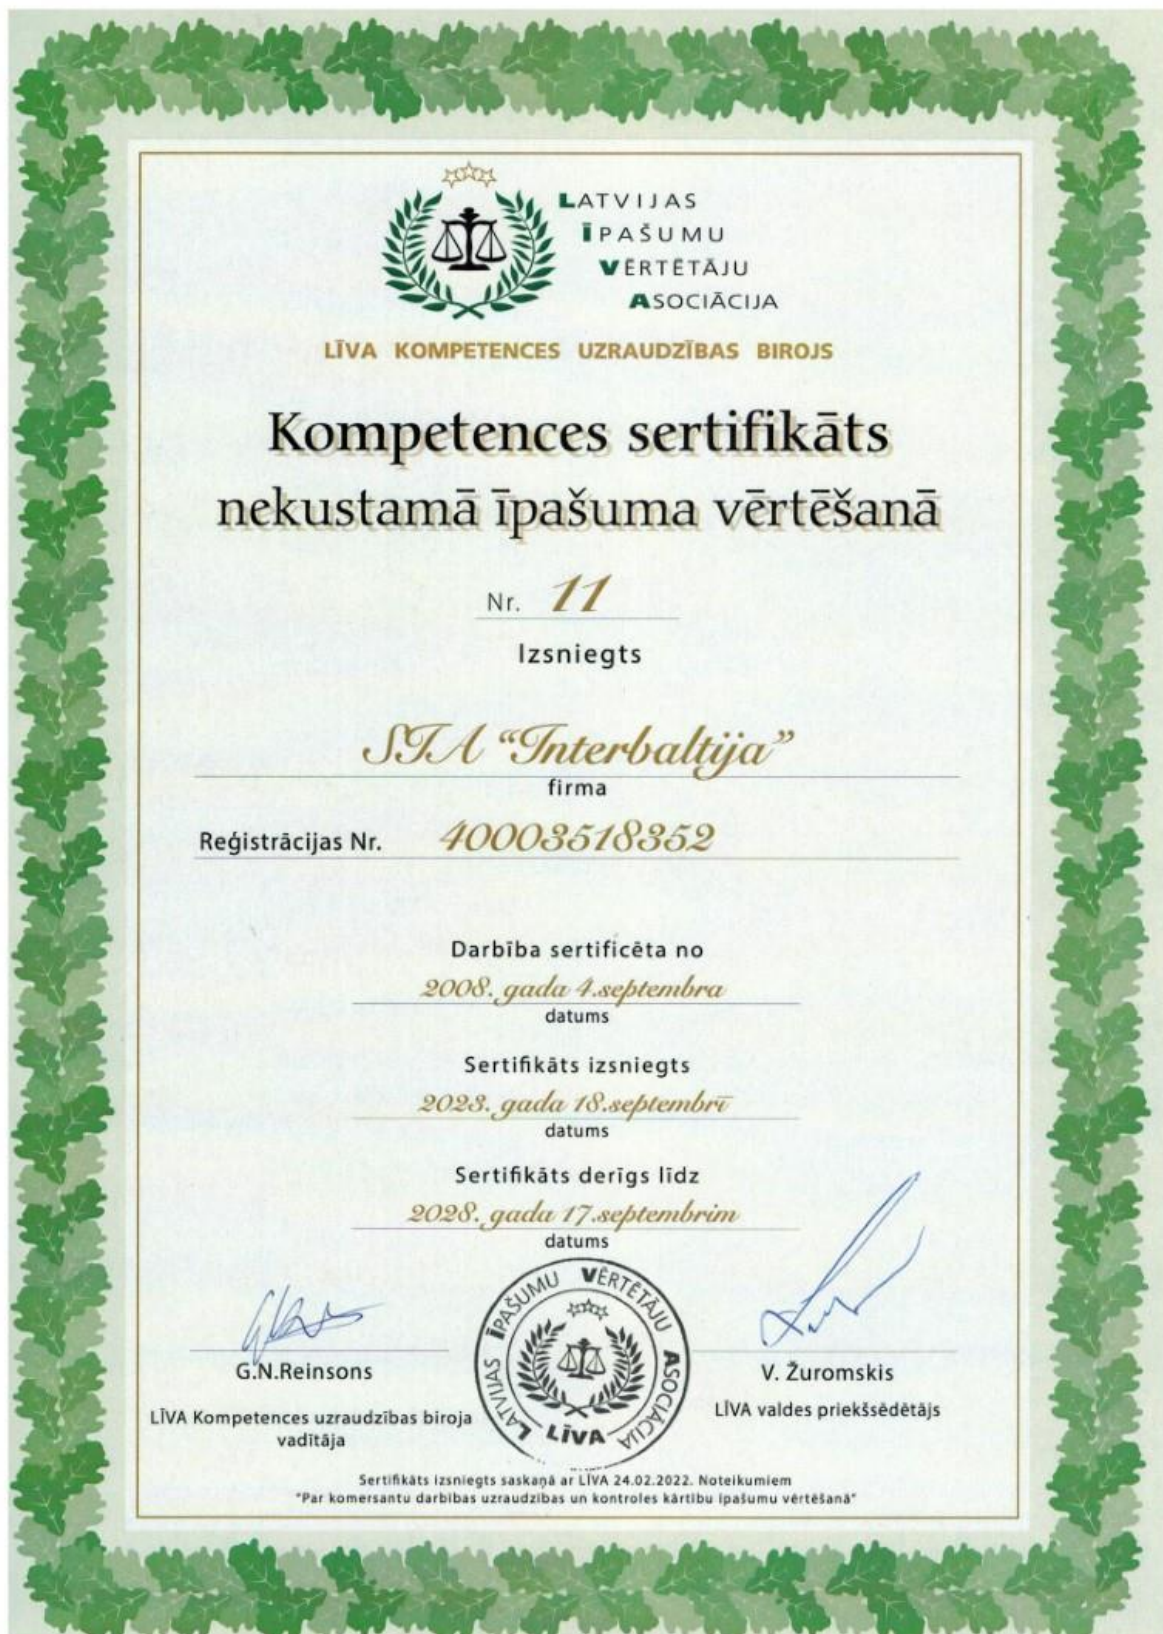 LATVIJAS
ĪPAŠUMU
VĒRTĒTĀJU
ASOCIĀCIJA
LĪVA KOMPETENCES UZRAUDZĪBAS BIROJS
Kompetences sertifikāts
nekustamā īpašuma vērtēšanā
Nr. 11
Izsniegts
SIA “Interbaltija”
firma
Reģistrācijas Nr. 40003518352
Darbība sertificēta no
2008. gada 4.septembra
datums
Sertifikāts izsniegts
2023. gada 18.septembrī
datums
Sertifikāts derīgs līdz
2028. gada 17.septembrim
datums
LATVIJAS ĪPAŠUMU VĒRTĒTĀJU ASOCIĀCIJA
LĪVA
G.N.Reinsons
LĪVA Kompetences uzraudzības biroja
vadītāja
V. Žuromskis
LĪVA valdes priekšsēdētājs
Sertifikāts izsniegts saskaņā ar LĪVA 24.02.2022. Noteikumiem
"Par komersantu darbības uzraudzības un kontroles kārtību īpašumu vērtēšanā"